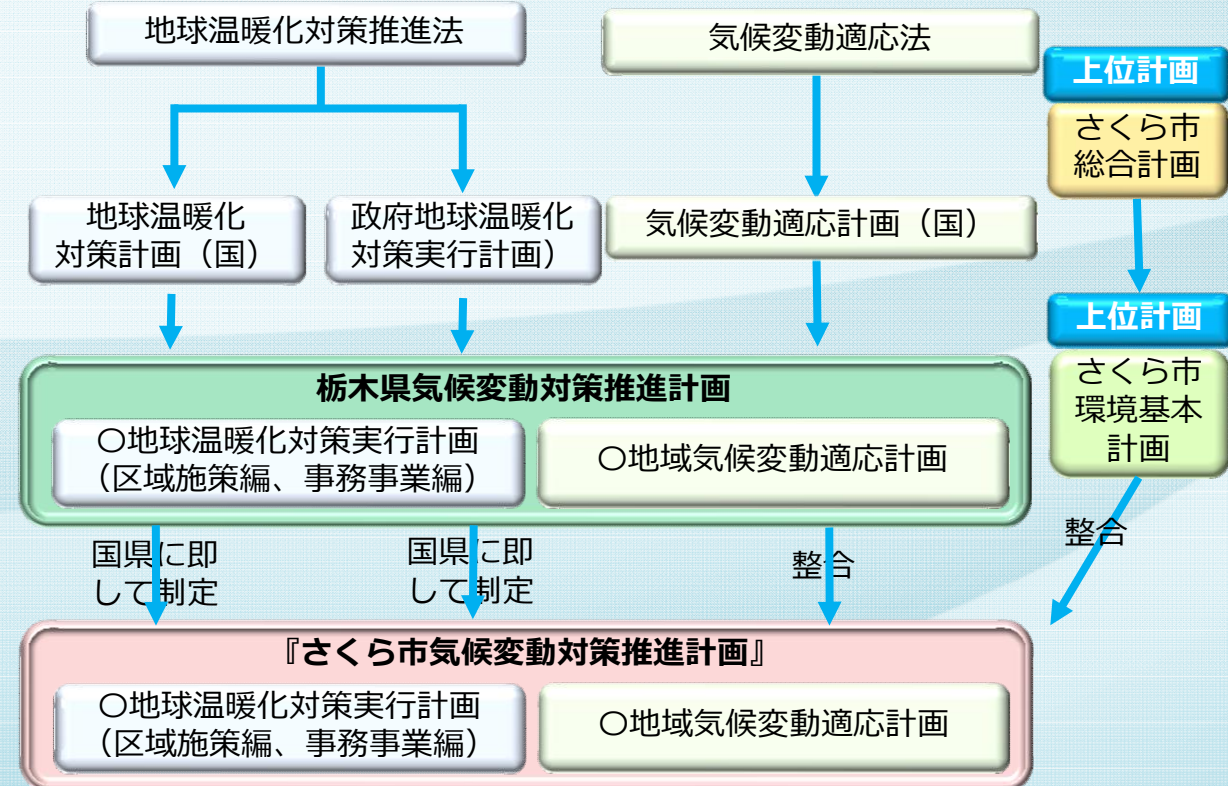 地球温暖化対策推進法
気候変動適応法
上位計画
さくら市
総合計画
地球温暖化
対策計画（国）
政府地球温暖化
対策実行計画）
気候変動適応計画（国）
上位計画
さくら市
環境基本
計画
栃木県気候変動対策推進計画
〇地球温暖化対策実行計画
（区域施策編、事務事業編）
〇地域気候変動適応計画
国県に即
して制定
国県に即
して制定
整合
整合
『さくら市気候変動対策推進計画』
〇地球温暖化対策実行計画
（区域施策編、事務事業編）
〇地域気候変動適応計画